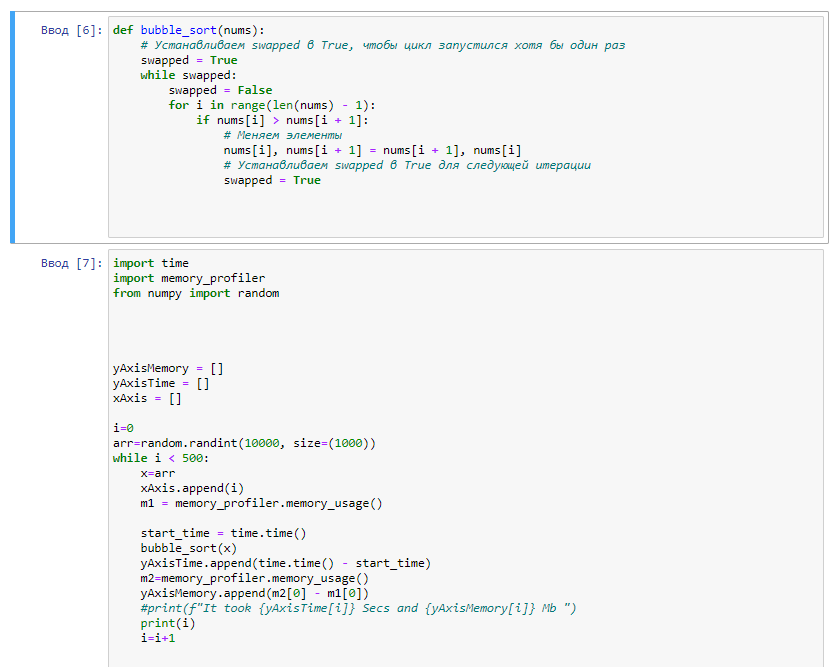 Ввод [6]: def bubble_sort(nums):
    # Устанавливаем swapped в True, чтобы цикл запустился хотя бы один раз
    swapped = True
    while swapped:
        swapped = False
        for i in range(len(nums) - 1):
            if nums[i] > nums[i + 1]:
                # Меняем элементы
                nums[i], nums[i + 1] = nums[i + 1], nums[i]
                # Устанавливаем swapped в True для следующей итерации
                swapped = True
Ввод [7]: import time
import memory_profiler
from numpy import random
yAxisMemory = []
yAxisTime = []
xAxis = []
i=0
arr=random.randint(10000, size=(1000))
while i < 500:
    x=arr
    xAxis.append(i)
    m1 = memory_profiler.memory_usage()
    start_time = time.time()
    bubble_sort(x)
    yAxisTime.append(time.time() - start_time)
    m2=memory_profiler.memory_usage()
    yAxisMemory.append(m2[0] - m1[0])
    #print(f"It took {yAxisTime[i]} Secs and {yAxisMemory[i]} Mb ")
    print(i)
    i=i+1